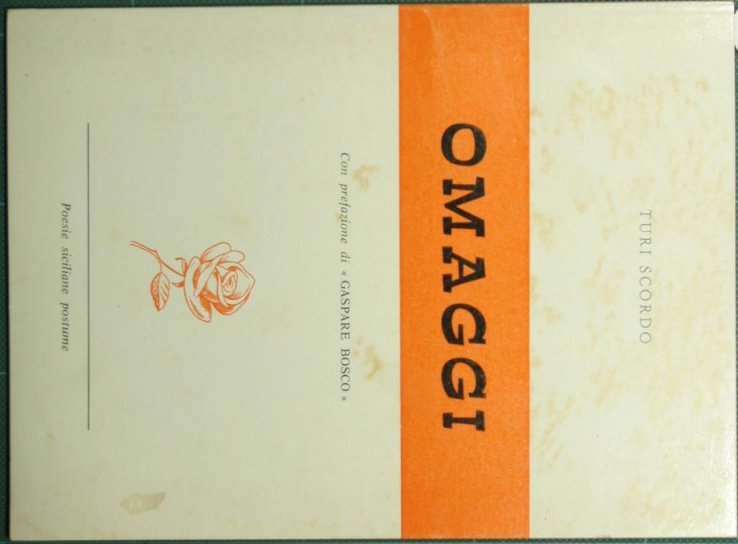 TURI SCORDO
OMAGGI
Con prefazione di « GASPARE BOSCO »
Poesie siciliane postume